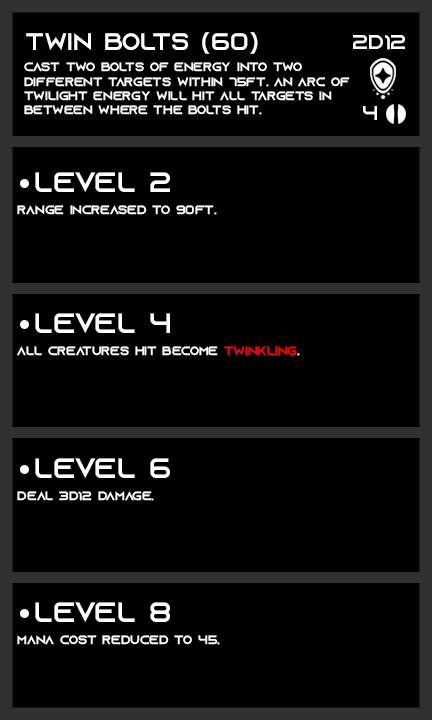 TWIN BOLTS (60)
2D12
CAST TWO BOLTS OF ENERGY INTO TWO
DIFFERENT TARGETS WITHIN 75FT. AN ARC OF
TWILIGHT ENERGY WILL HIT ALL TARGETS IN
BETWEEN WHERE THE BOLTS HIT.
4
•LEVEL 2
RANGE INCREASED TO 90FT.
•LEVEL 4
ALL CREATURES HIT BECOME TWINKLING.
•LEVEL 6
DEAL 3D12 DAMAGE.
•LEVEL 8
MANA COST REDUCED TO 45.